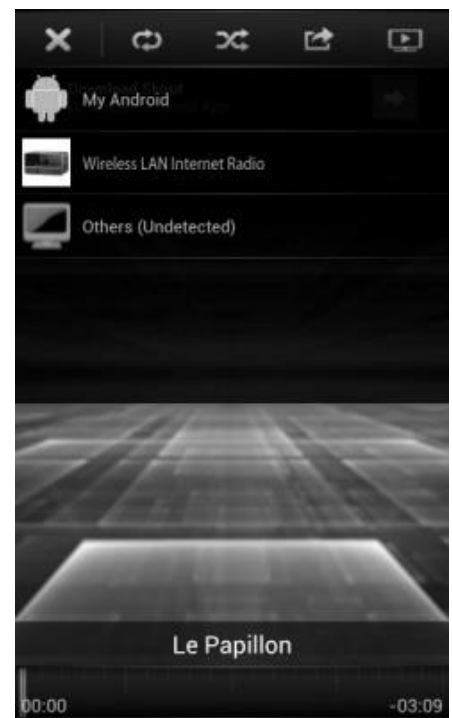 My Android
Wireless LAN Internet Radio
Others (Undetected)
Le Papillon
00:00
-03:09